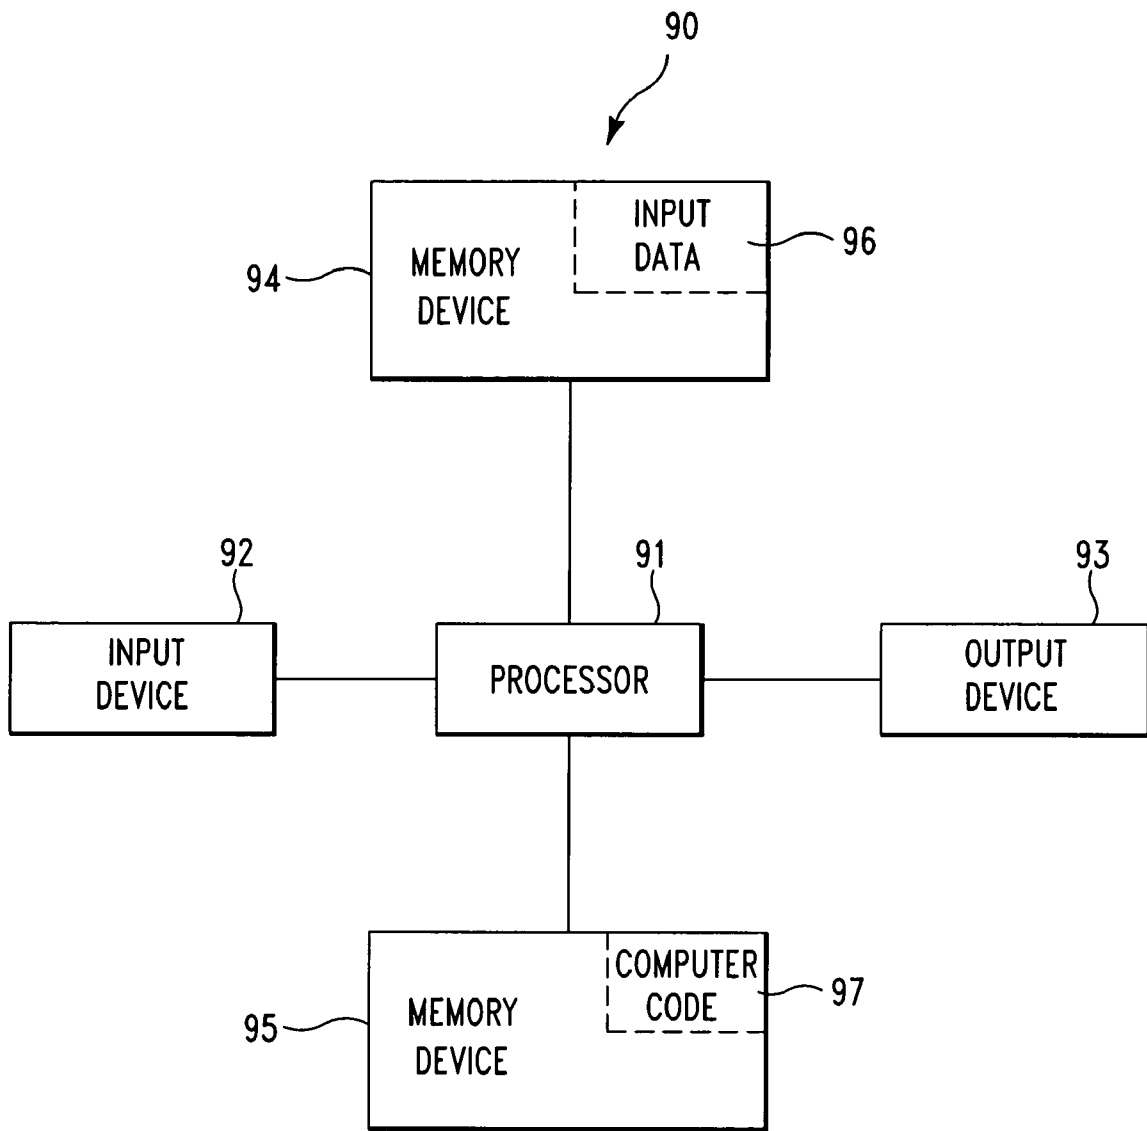 90
INPUT
DATA
96
94
MEMORY
DEVICE
92
91
93
INPUT
DEVICE
PROCESSOR
OUTPUT
DEVICE
COMPUTER
CODE
97
95
MEMORY
DEVICE